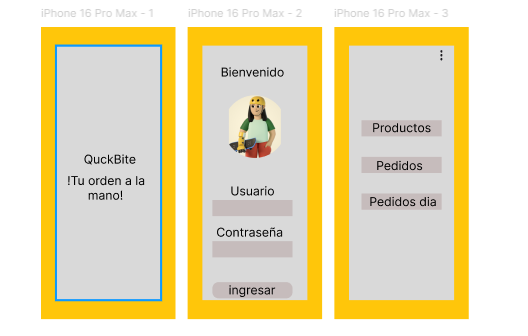 iPhone 16 Pro Max - 1
QuckBite
!Tu orden a la
mano!
iPhone 16 Pro Max - 2
Bienvenido
Usuario
Contraseña
ingresar
iPhone 16 Pro Max - 3
Productos
Pedidos
Pedidos dia